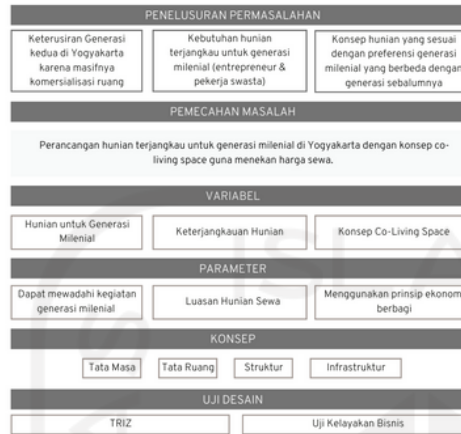 PENELUSURAN PERMASALAHAN
Keterusiran Generasi
kedua di Yogyakarta
karena masifnya
komersialisasi ruang
Kebutuhan hunian
terjangkau untuk generasi
milenial (entrepreneur &
pekerja swasta)
Konsep hunian yang sesuai
dengan preferensi generasi
milenial yang berbeda dengan
generasi sebalumnya
PEMECAHAN MASALAH
Perancangan hunian terjangkau untuk generasi milenial di Yogyakarta dengan konsep co-
living space guna menekan harga sewa.
VARIABEL
Hunian untuk Generasi
Milenial
Keterjangkauan Hunian
Konsep Co-Living Space
PARAMETER
Dapat mewadahi kegiatan
generasi milenial
Luasan Hunian Sewa
Menggunakan prinsip ekonom
berbagi
KONSEP
Tata Masa
Tata Ruang
Struktur
Infrastruktur
UJI DESAIN
TRIZ
Uji Kelayakan Bisnis
ISLA